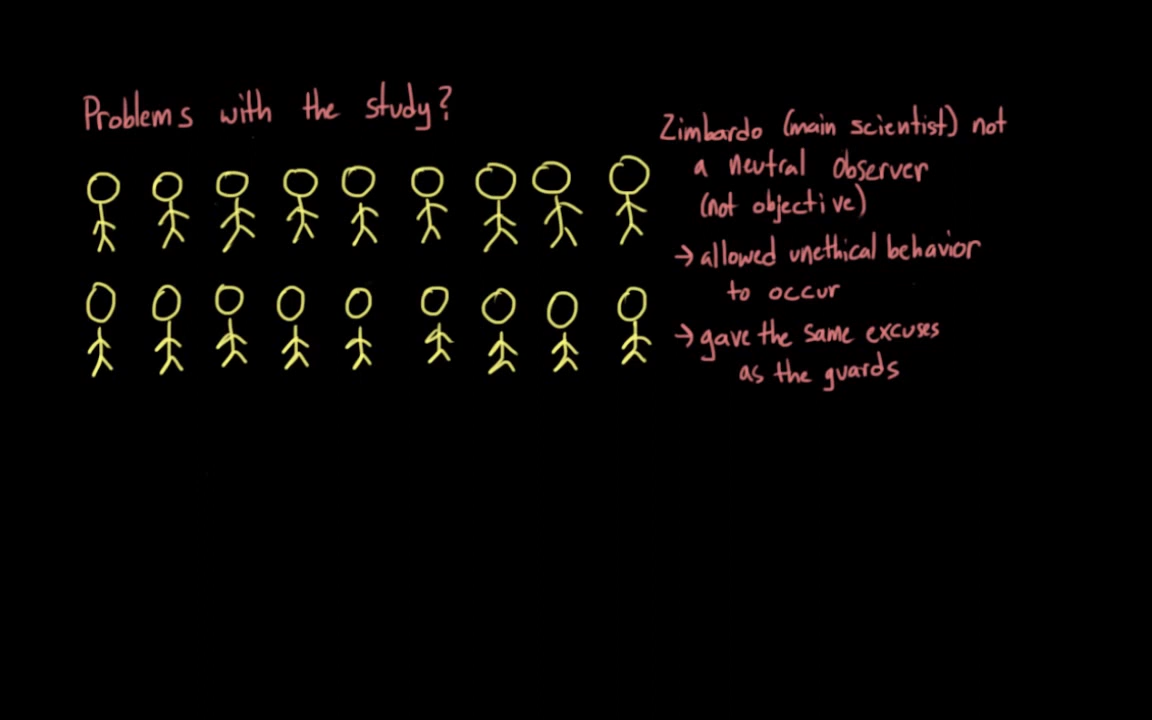 Problems with the study?
Zimbardo (main scientist) not
a neutral observer
(not objective)
→ allowed unethical behavior
to occur
→ gave the same excuses
as the guards